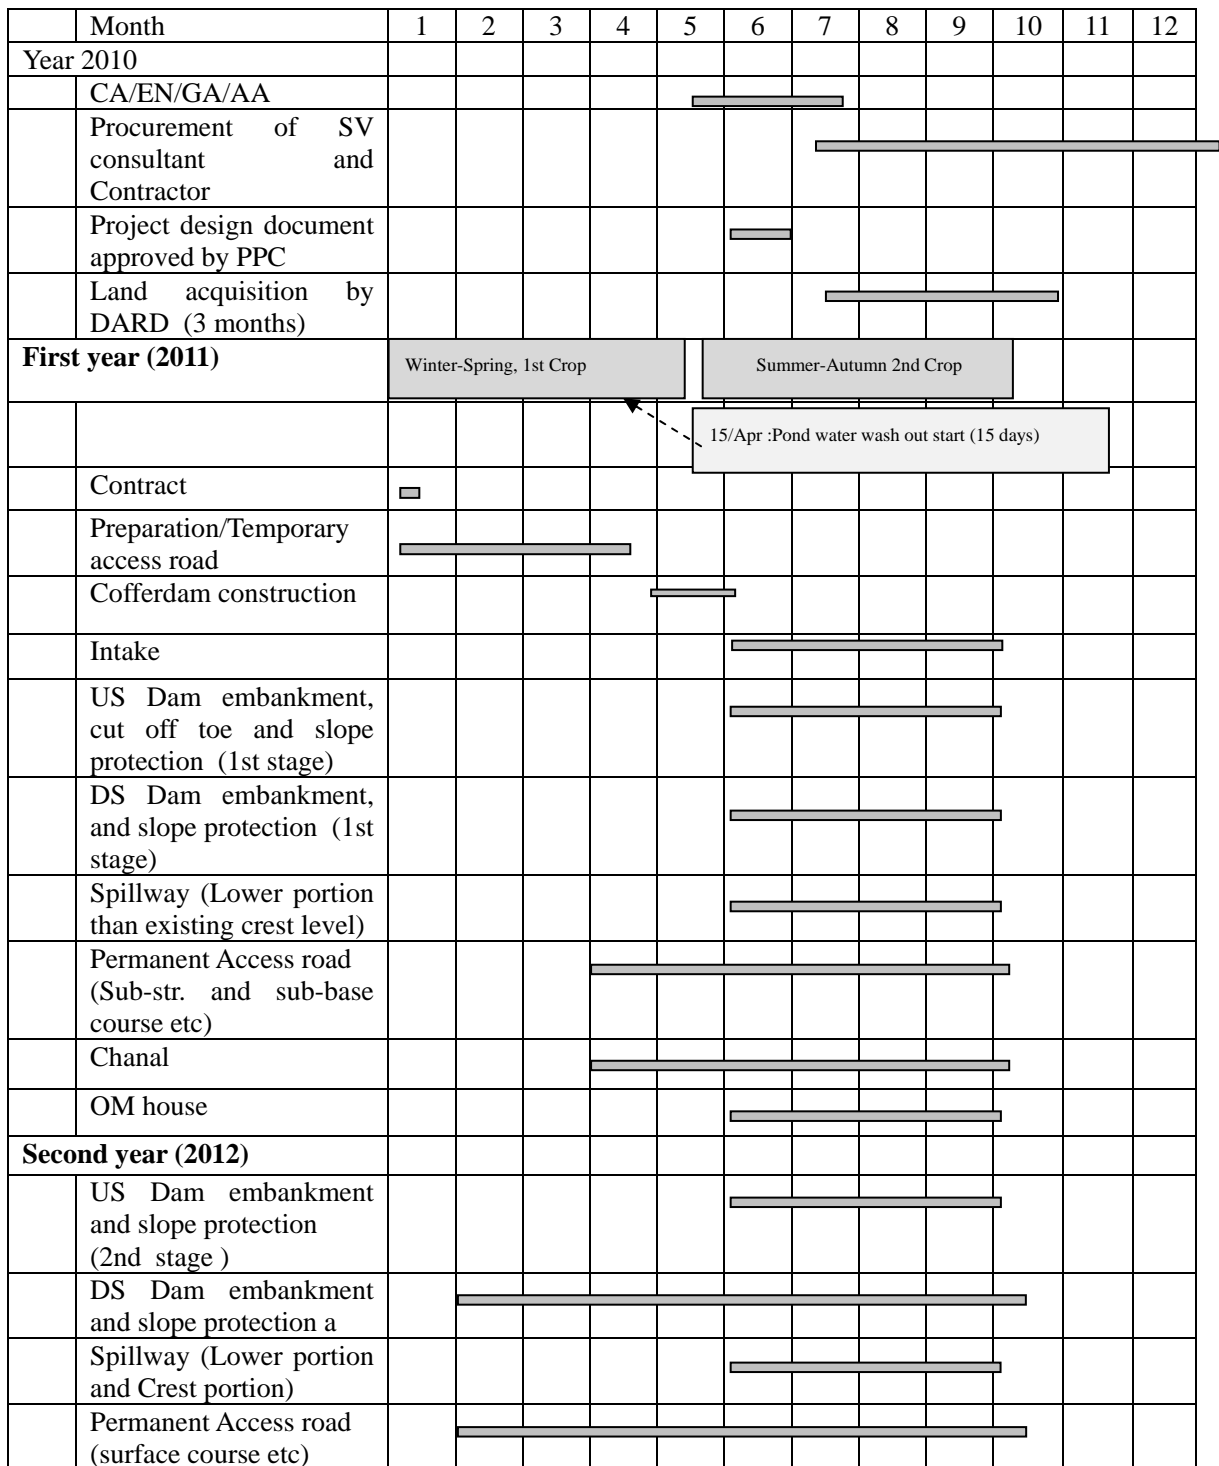 Month 1 2 3 4 5 6 7 8 9 10 11 12
Year 2010
CA/EN/GA/AA
Procurement of SV
consultant and
Contractor
Project design document
approved by PPC
Land acquisition by
DARD (3 months)
First year (2011)
Winter-Spring, 1st Crop
Summer-Autumn 2nd Crop
15/Apr :Pond water wash out start (15 days)
Contract
Preparation/Temporary
access road
Cofferdam construction
Intake
US Dam embankment,
cut off toe and slope
protection (1st stage)
DS Dam embankment,
and slope protection (1st
stage)
Spillway (Lower portion
than existing crest level)
Permanent Access road
(Sub-str. and sub-base
course etc)
Chanal
OM house
Second year (2012)
US Dam embankment
and slope protection
(2nd stage )
DS Dam embankment
and slope protection a
Spillway (Lower portion
and Crest portion)
Permanent Access road
(surface course etc)